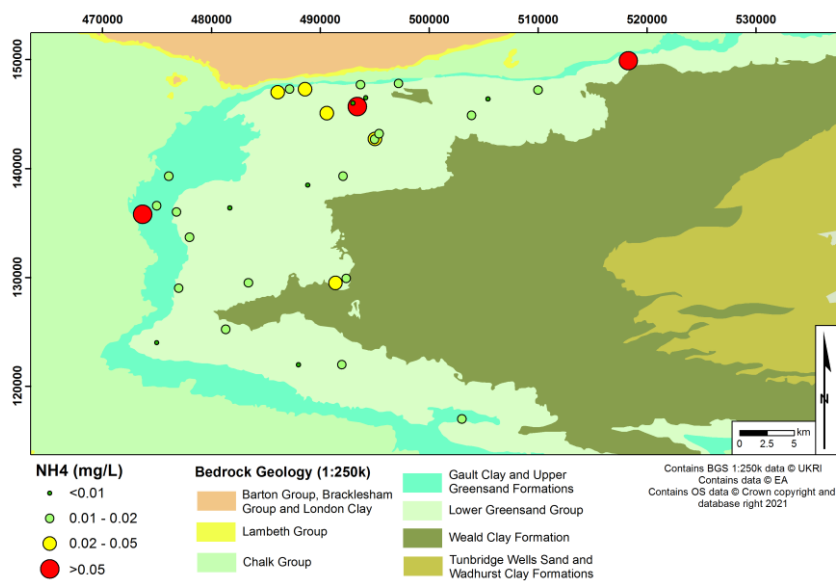 470000 480000 490000 500000 510000 520000 530000
150000
140000
130000
120000
N
km
0 2.5 5
NH4 (mg/L)
<0.01
0.01 - 0.02
0.02 - 0.05
>0.05
Bedrock Geology (1:250k)
Barton Group, Bracklesham
Group and London Clay
Lambeth Group
Chalk Group
Gault Clay and Upper
Greensand Formations
Lower Greensand Group
Weald Clay Formation
Tunbridge Wells Sand and
Wadhurst Clay Formations
Contains BGS 1:250k data © UKRI
Contains data © EA
Contains OS data © Crown copyright and
database right 2021